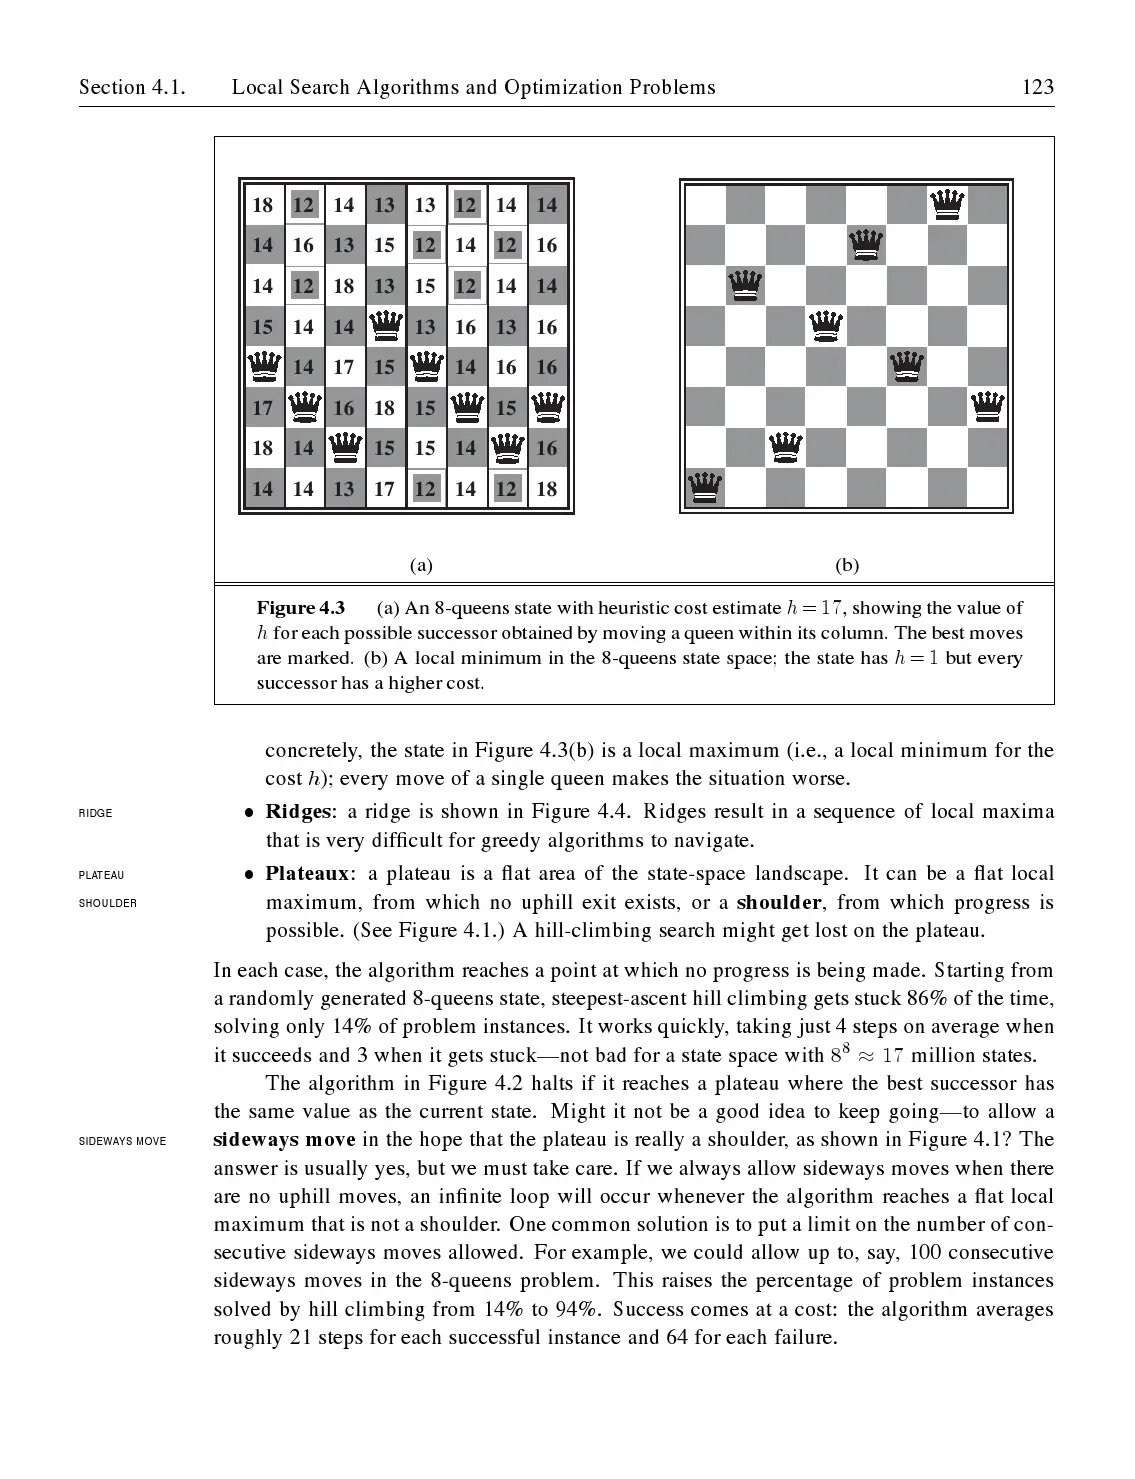 Section 4.1. Local Search Algorithms and Optimization Problems 123
18 12 14 13 13 12 14 14
14 16 13 15 12 14 12 16
14 12 18 13 15 12 14 14
15 14 14 13 16 13 16
14 17 15 14 16 16
17 16 18 15 15
18 14 15 15 14 16
14 14 13 17 12 14 12 18
(a) (b)
Figure 4.3 (a) An 8-queens state with heuristic cost estimate h = 17, showing the value of
h for each possible successor obtained by moving a queen within its column. The best moves
are marked. (b) A local minimum in the 8-queens state space; the state has h = 1 but every
successor has a higher cost.
concretely, the state in Figure 4.3(b) is a local maximum (i.e., a local minimum for the
cost h); every move of a single queen makes the situation worse.
RIDGE
• Ridges: a ridge is shown in Figure 4.4. Ridges result in a sequence of local maxima
that is very difficult for greedy algorithms to navigate.
PLATEAU
• Plateaux: a plateau is a flat area of the state-space landscape. It can be a flat local
SHOULDER
maximum, from which no uphill exit exists, or a shoulder, from which progress is
possible. (See Figure 4.1.) A hill-climbing search might get lost on the plateau.
In each case, the algorithm reaches a point at which no progress is being made. Starting from
a randomly generated 8-queens state, steepest-ascent hill climbing gets stuck 86% of the time,
solving only 14% of problem instances. It works quickly, taking just 4 steps on average when
it succeeds and 3 when it gets stuck—not bad for a state space with 8⁸ ≈ 17 million states.
The algorithm in Figure 4.2 halts if it reaches a plateau where the best successor has
the same value as the current state. Might it not be a good idea to keep going—to allow a
SIDEWAYS MOVE
sideways move in the hope that the plateau is really a shoulder, as shown in Figure 4.1? The
answer is usually yes, but we must take care. If we always allow sideways moves when there
are no uphill moves, an infinite loop will occur whenever the algorithm reaches a flat local
maximum that is not a shoulder. One common solution is to put a limit on the number of con-
secutive sideways moves allowed. For example, we could allow up to, say, 100 consecutive
sideways moves in the 8-queens problem. This raises the percentage of problem instances
solved by hill climbing from 14% to 94%. Success comes at a cost: the algorithm averages
roughly 21 steps for each successful instance and 64 for each failure.